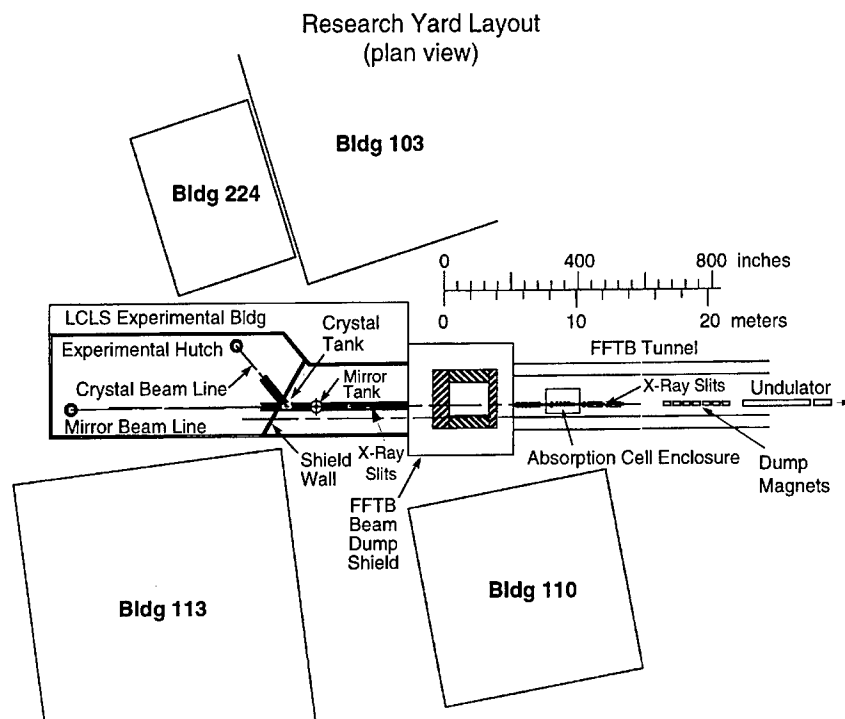 Research Yard Layout
(plan view)
Bldg 103
Bldg 224
0 400 800 inches
0 10 20 meters
LCLS Experimental Bldg
Crystal
Tank
Experimental Hutch
Mirror
Tank
Crystal Beam Line
Mirror Beam Line
Shield
Wall
X-Ray
Slits
FFTB
Beam
Dump
Shield
FFTB Tunnel
X-Ray Slits
Undulator
Absorption Cell Enclosure
Dump
Magnets
Bldg 113
Bldg 110